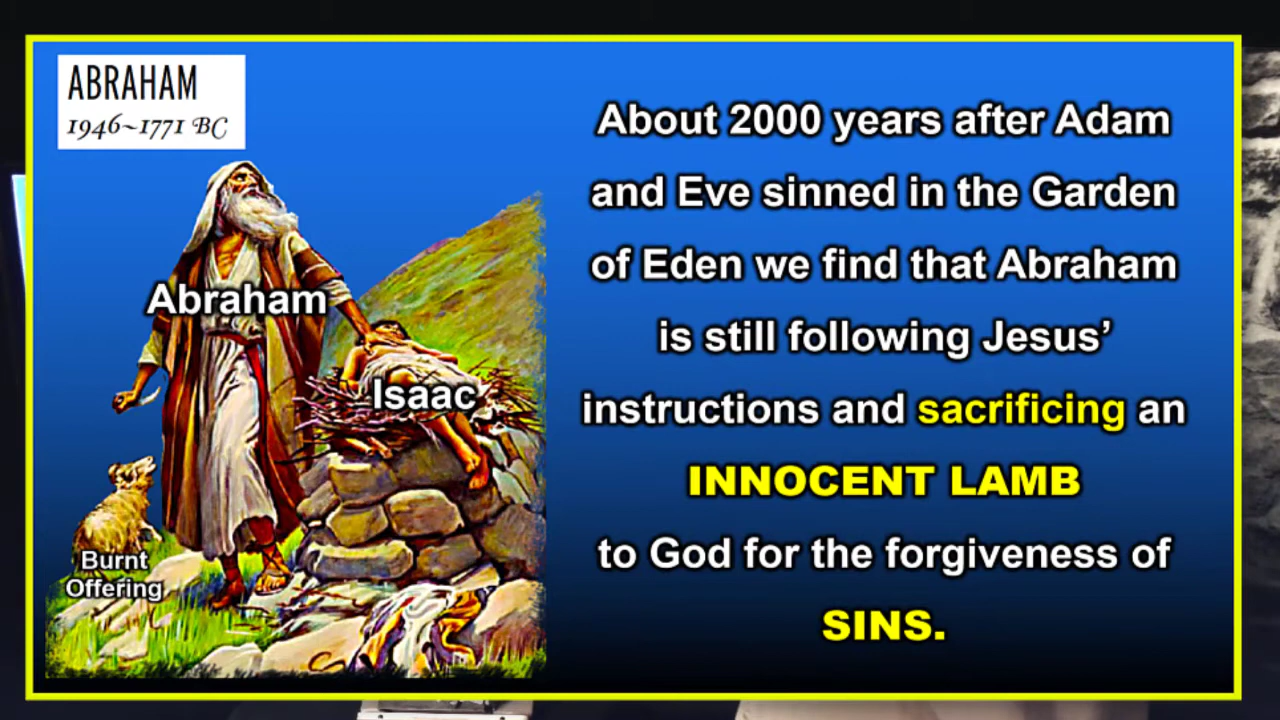 ABRAHAM
1946~1771 BC
Abraham
Isaac
Burnt
Offering
About 2000 years after Adam
and Eve sinned in the Garden
of Eden we find that Abraham
is still following Jesus’
instructions and sacrificing an
INNOCENT LAMB
to God for the forgiveness of
SINS.